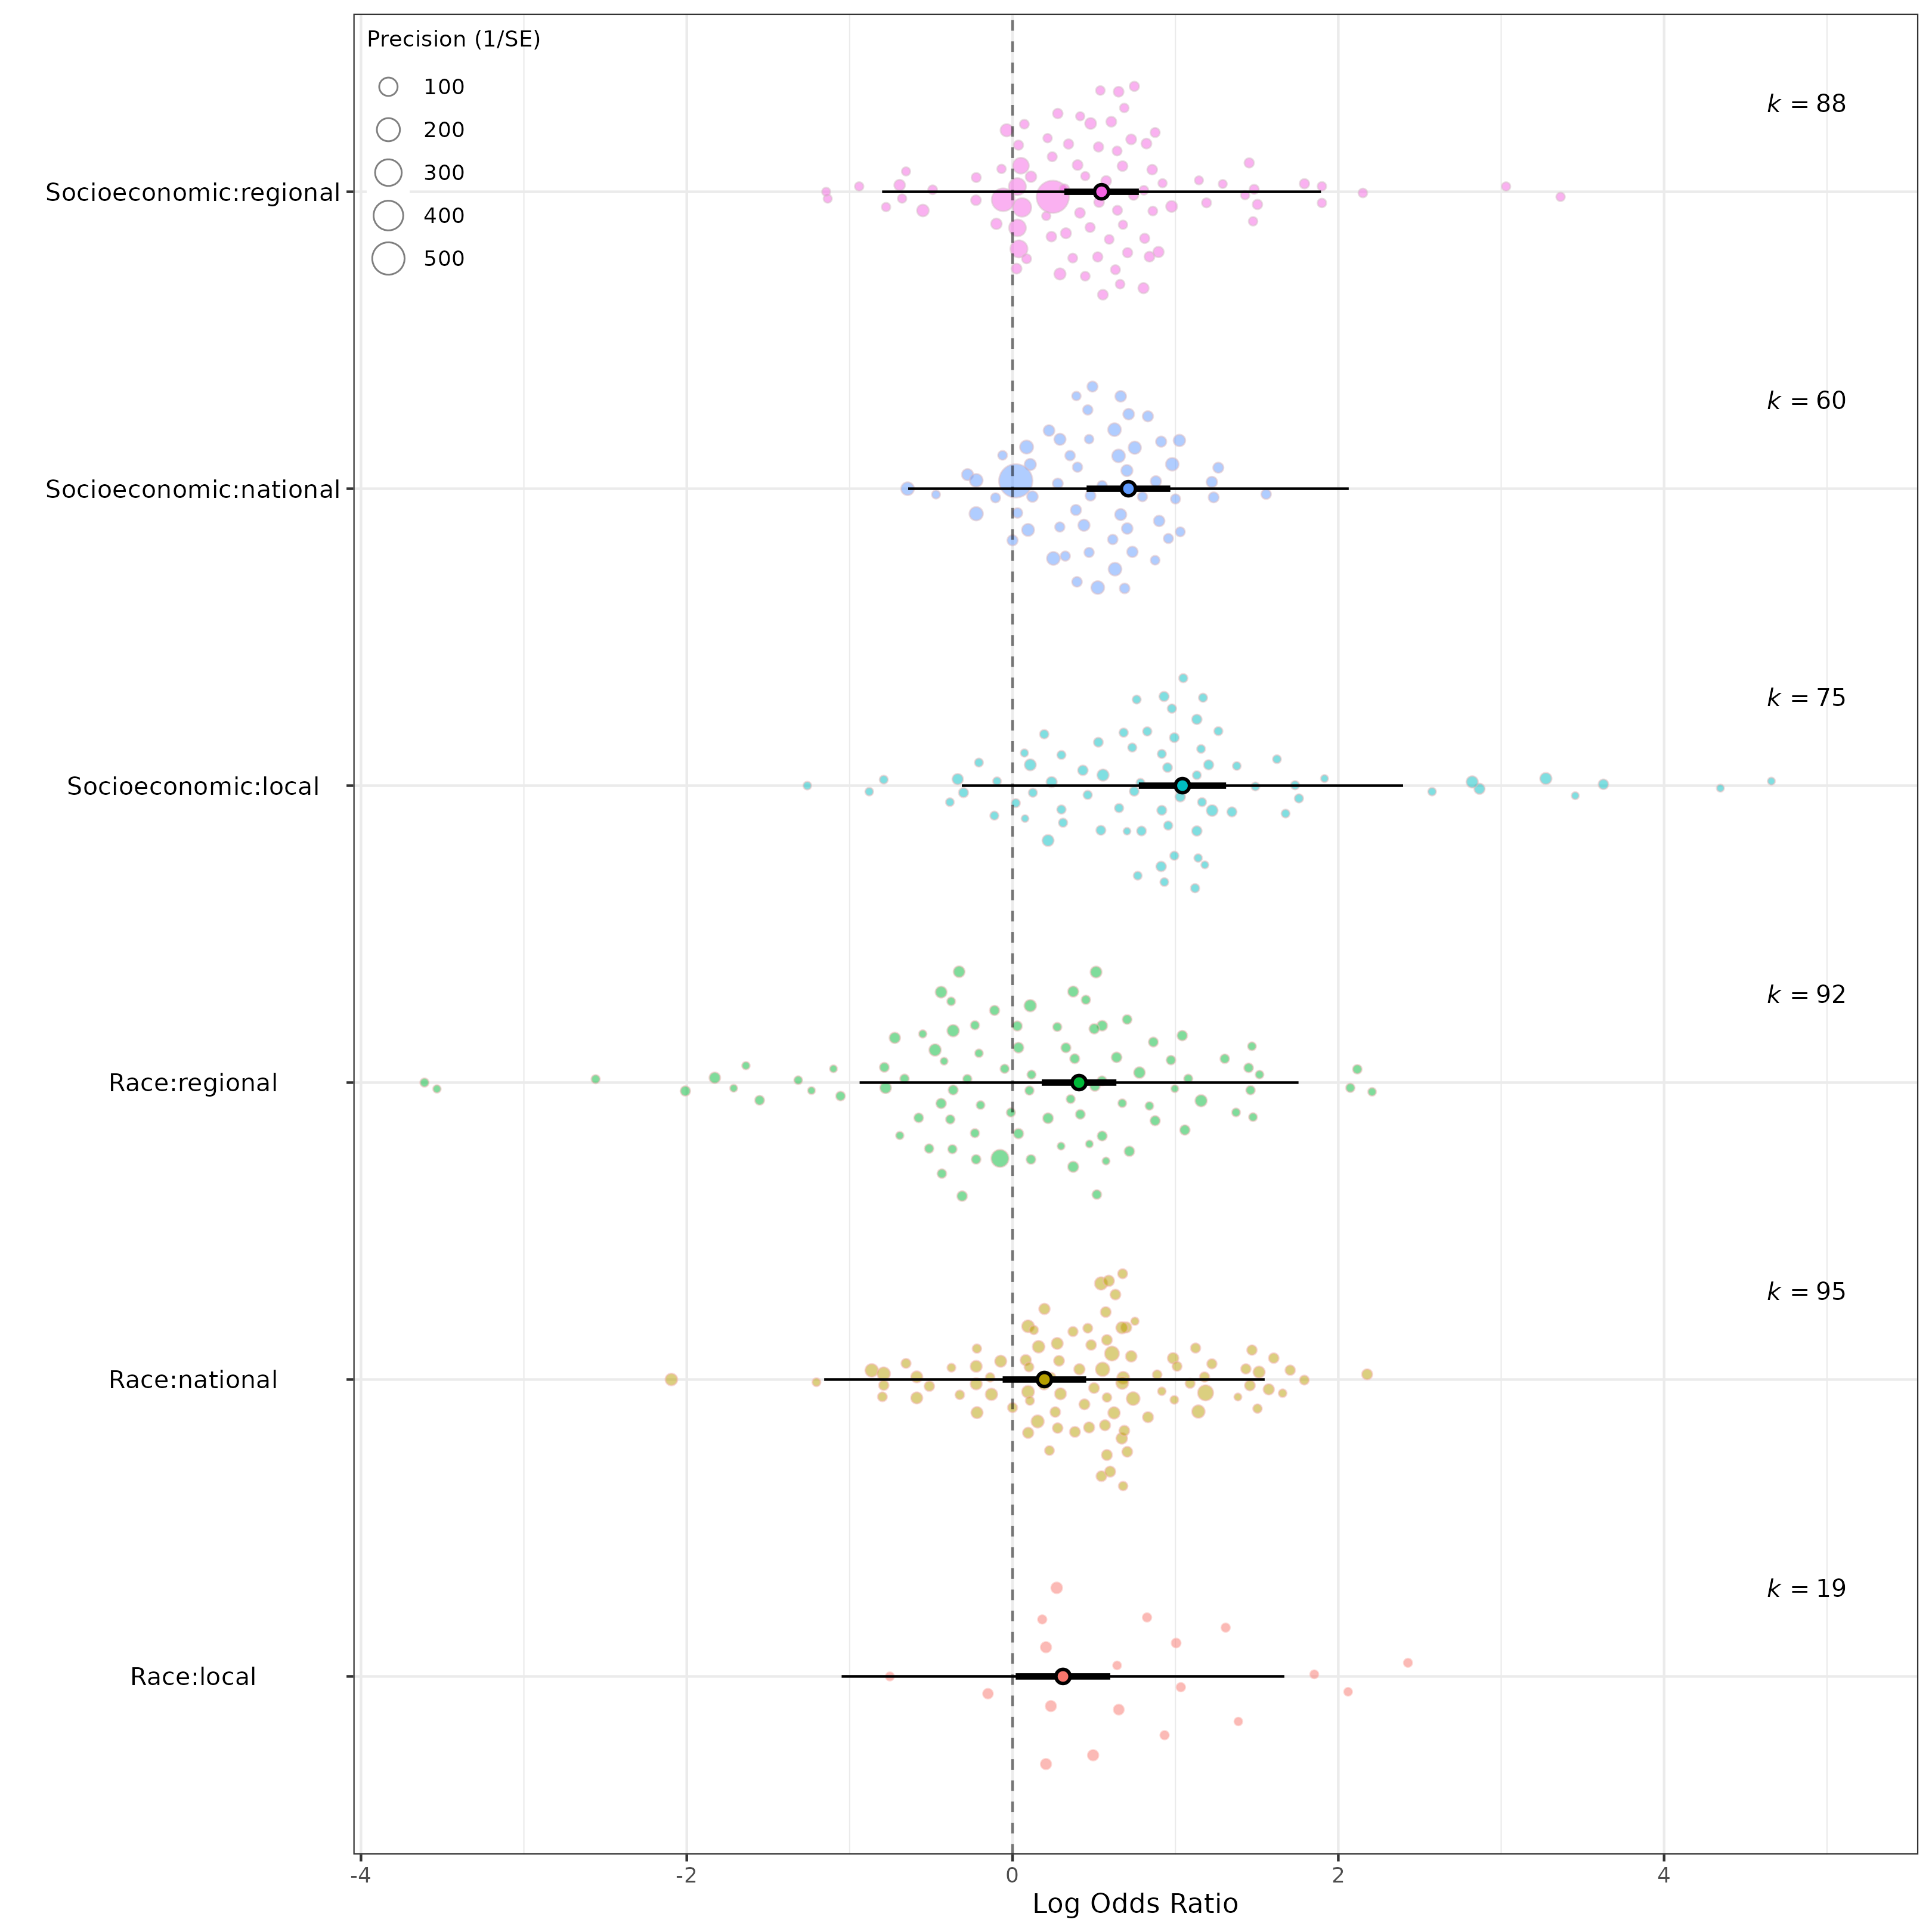 Precision (1/SE)
100
200
300
400
500
Socioeconomic:regional
k = 88
Socioeconomic:national
k = 60
Socioeconomic:local
k = 75
Race:regional
k = 92
Race:national
k = 95
Race:local
k = 19
-4 -2 0 2 4
Log Odds Ratio